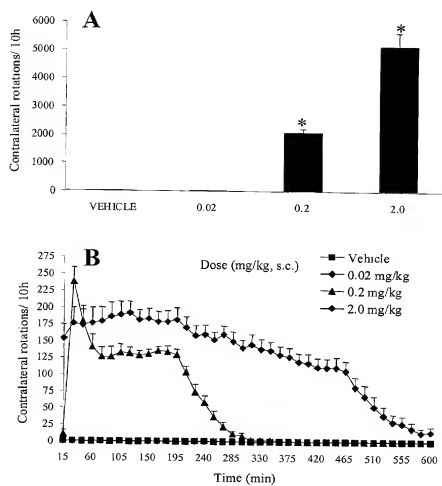 A
Contralateral rotations/ 10h
6000
5000
4000
3000
2000
1000
0
*
*
VEHICLE 0.02 0.2 2.0
B
Contralateral rotations/ 10h
275
250
225
200
175
150
125
100
75
50
25
0
Dose (mg/kg, s.c.)
Vehicle
0.02 mg/kg
0.2 mg/kg
2.0 mg/kg
15 60 105 150 195 240 285 330 375 420 465 510 555 600
Time (min)